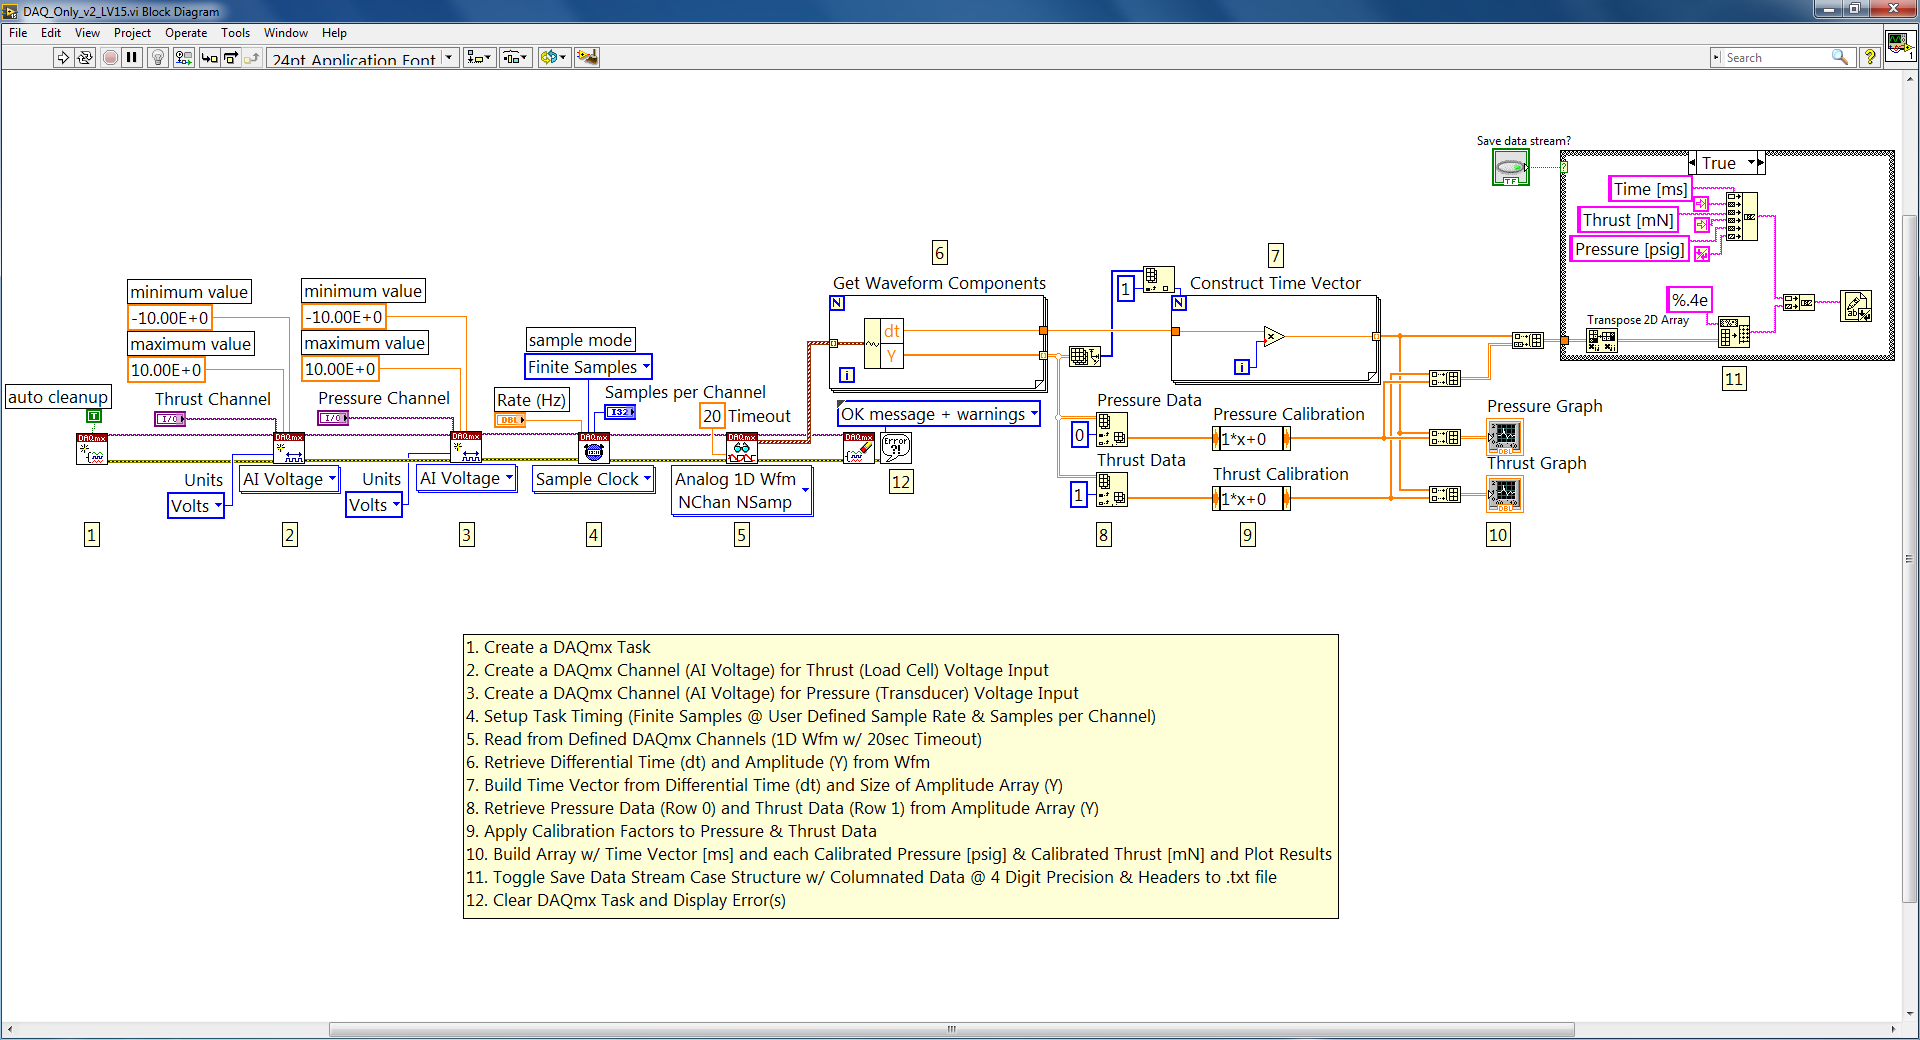 DAQ_Only_v2_LV15.vi Block Diagram
File Edit View Project Operate Tools Window Help
24pt Application Font
Search
1
Save data stream?
TF
True
Time [ms]
Thrust [mN]
Pressure [psig]
%.4e
Transpose 2D Array
11
6
Get Waveform Components
N
dt
Y
i
7
1
Construct Time Vector
N
i
minimum value
-10.00E+0
maximum value
10.00E+0
minimum value
-10.00E+0
maximum value
10.00E+0
auto cleanup
T
Thrust Channel
I/O
Pressure Channel
I/O
sample mode
Finite Samples
Rate (Hz)
DBL
Samples per Channel
I32
20
Timeout
OK message + warnings
DAQmx
DAQmx
DAQmx
DAQmx
DAQmx
DAQmx
Error
?!
Units
Volts
AI Voltage
Units
Volts
AI Voltage
Sample Clock
Analog 1D Wfm
NChan NSamp
12
Pressure Data
0
Thrust Data
1
Pressure Calibration
1*x+0
Thrust Calibration
1*x+0
Pressure Graph
DBL
Thrust Graph
DBL
1
2
3
4
5
8
9
10
1. Create a DAQmx Task
2. Create a DAQmx Channel (AI Voltage) for Thrust (Load Cell) Voltage Input
3. Create a DAQmx Channel (AI Voltage) for Pressure (Transducer) Voltage Input
4. Setup Task Timing (Finite Samples @ User Defined Sample Rate & Samples per Channel)
5. Read from Defined DAQmx Channels (1D Wfm w/ 20sec Timeout)
6. Retrieve Differential Time (dt) and Amplitude (Y) from Wfm
7. Build Time Vector from Differential Time (dt) and Size of Amplitude Array (Y)
8. Retrieve Pressure Data (Row 0) and Thrust Data (Row 1) from Amplitude Array (Y)
9. Apply Calibration Factors to Pressure & Thrust Data
10. Build Array w/ Time Vector [ms] and each Calibrated Pressure [psig] & Calibrated Thrust [mN] and Plot Results
11. Toggle Save Data Stream Case Structure w/ Columnated Data @ 4 Digit Precision & Headers to .txt file
12. Clear DAQmx Task and Display Error(s)